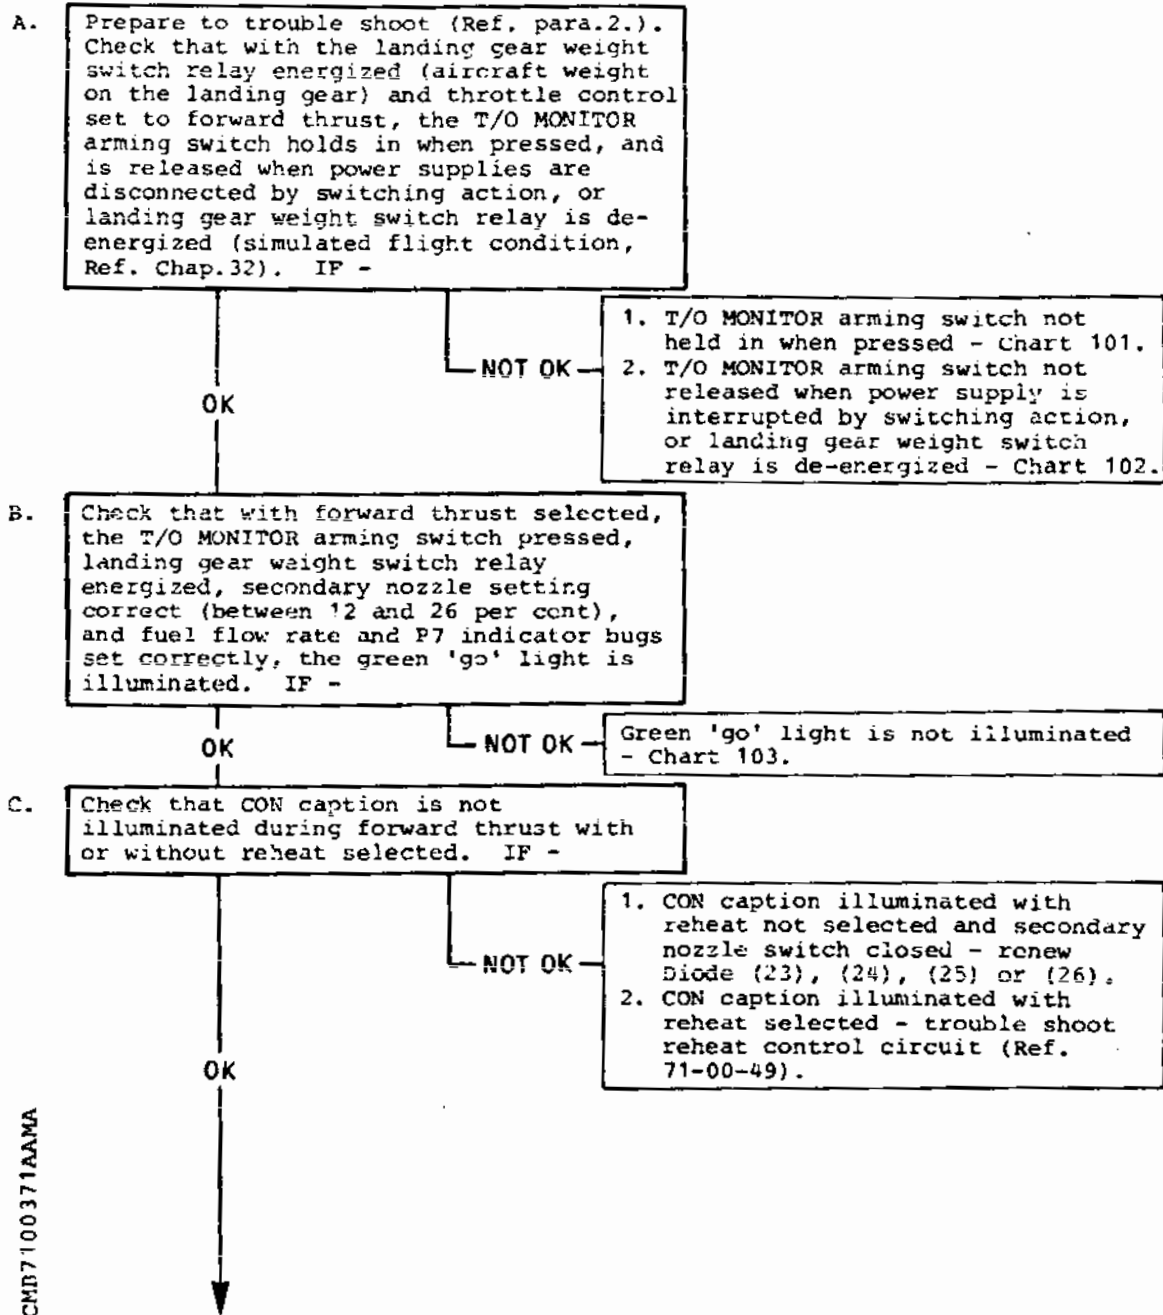 A.
Prepare to trouble shoot (Ref. para.2.).
Check that with the landing gear weight
switch relay energized (aircraft weight
on the landing gear) and throttle control
set to forward thrust, the T/O MONITOR
arming switch holds in when pressed, and
is released when power supplies are
disconnected by switching action, or
landing gear weight switch relay is de-
energized (simulated flight condition,
Ref. Chap.32). IF -
NOT OK
1. T/O MONITOR arming switch not
held in when pressed - Chart 101.
2. T/O MONITOR arming switch not
released when power supply is
interrupted by switching action,
or landing gear weight switch
relay is de-energized - Chart 102.
OK
B.
Check that with forward thrust selected,
the T/O MONITOR arming switch pressed,
landing gear weight switch relay
energized, secondary nozzle setting
correct (between 12 and 26 per cent),
and fuel flow rate and P7 indicator bugs
set correctly, the green 'go' light is
illuminated. IF -
OK
NOT OK
Green 'go' light is not illuminated
- Chart 103.
C.
Check that CON caption is not
illuminated during forward thrust with
or without reheat selected. IF -
NOT OK
1. CON caption illuminated with
reheat not selected and secondary
nozzle switch closed - renew
Diode (23), (24), (25) or (26).
2. CON caption illuminated with
reheat selected - trouble shoot
reheat control circuit (Ref.
71-00-49).
OK
CMB7100371AAMA